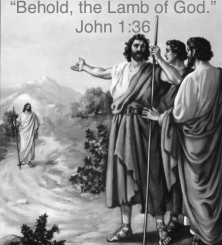 “Behold, the Lamb of God.”
John 1:36